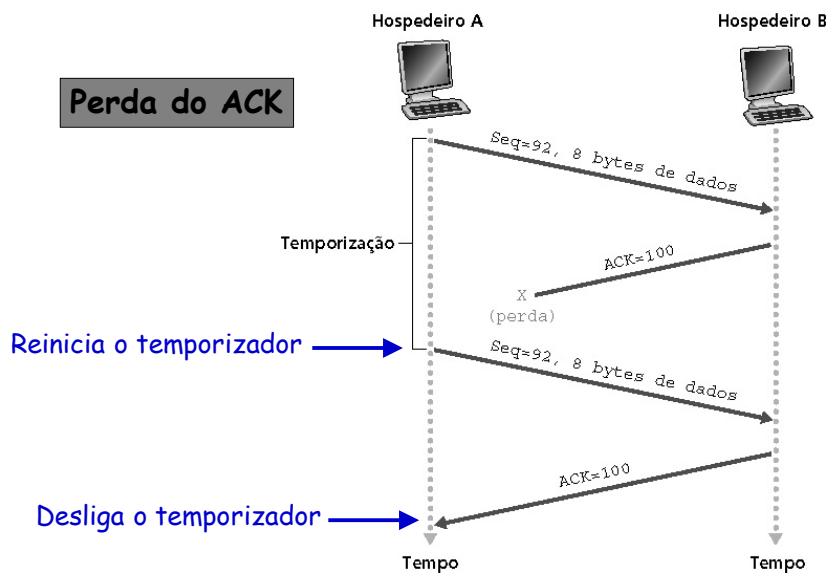 Hospedeiro A
Hospedeiro B
Perda do ACK
Seq=92, 8 bytes de dados
Temporização
ACK=100
X
(perda)
Reinicia o temporizador
Seq=92, 8 bytes de dados
ACK=100
Desliga o temporizador
Tempo
Tempo